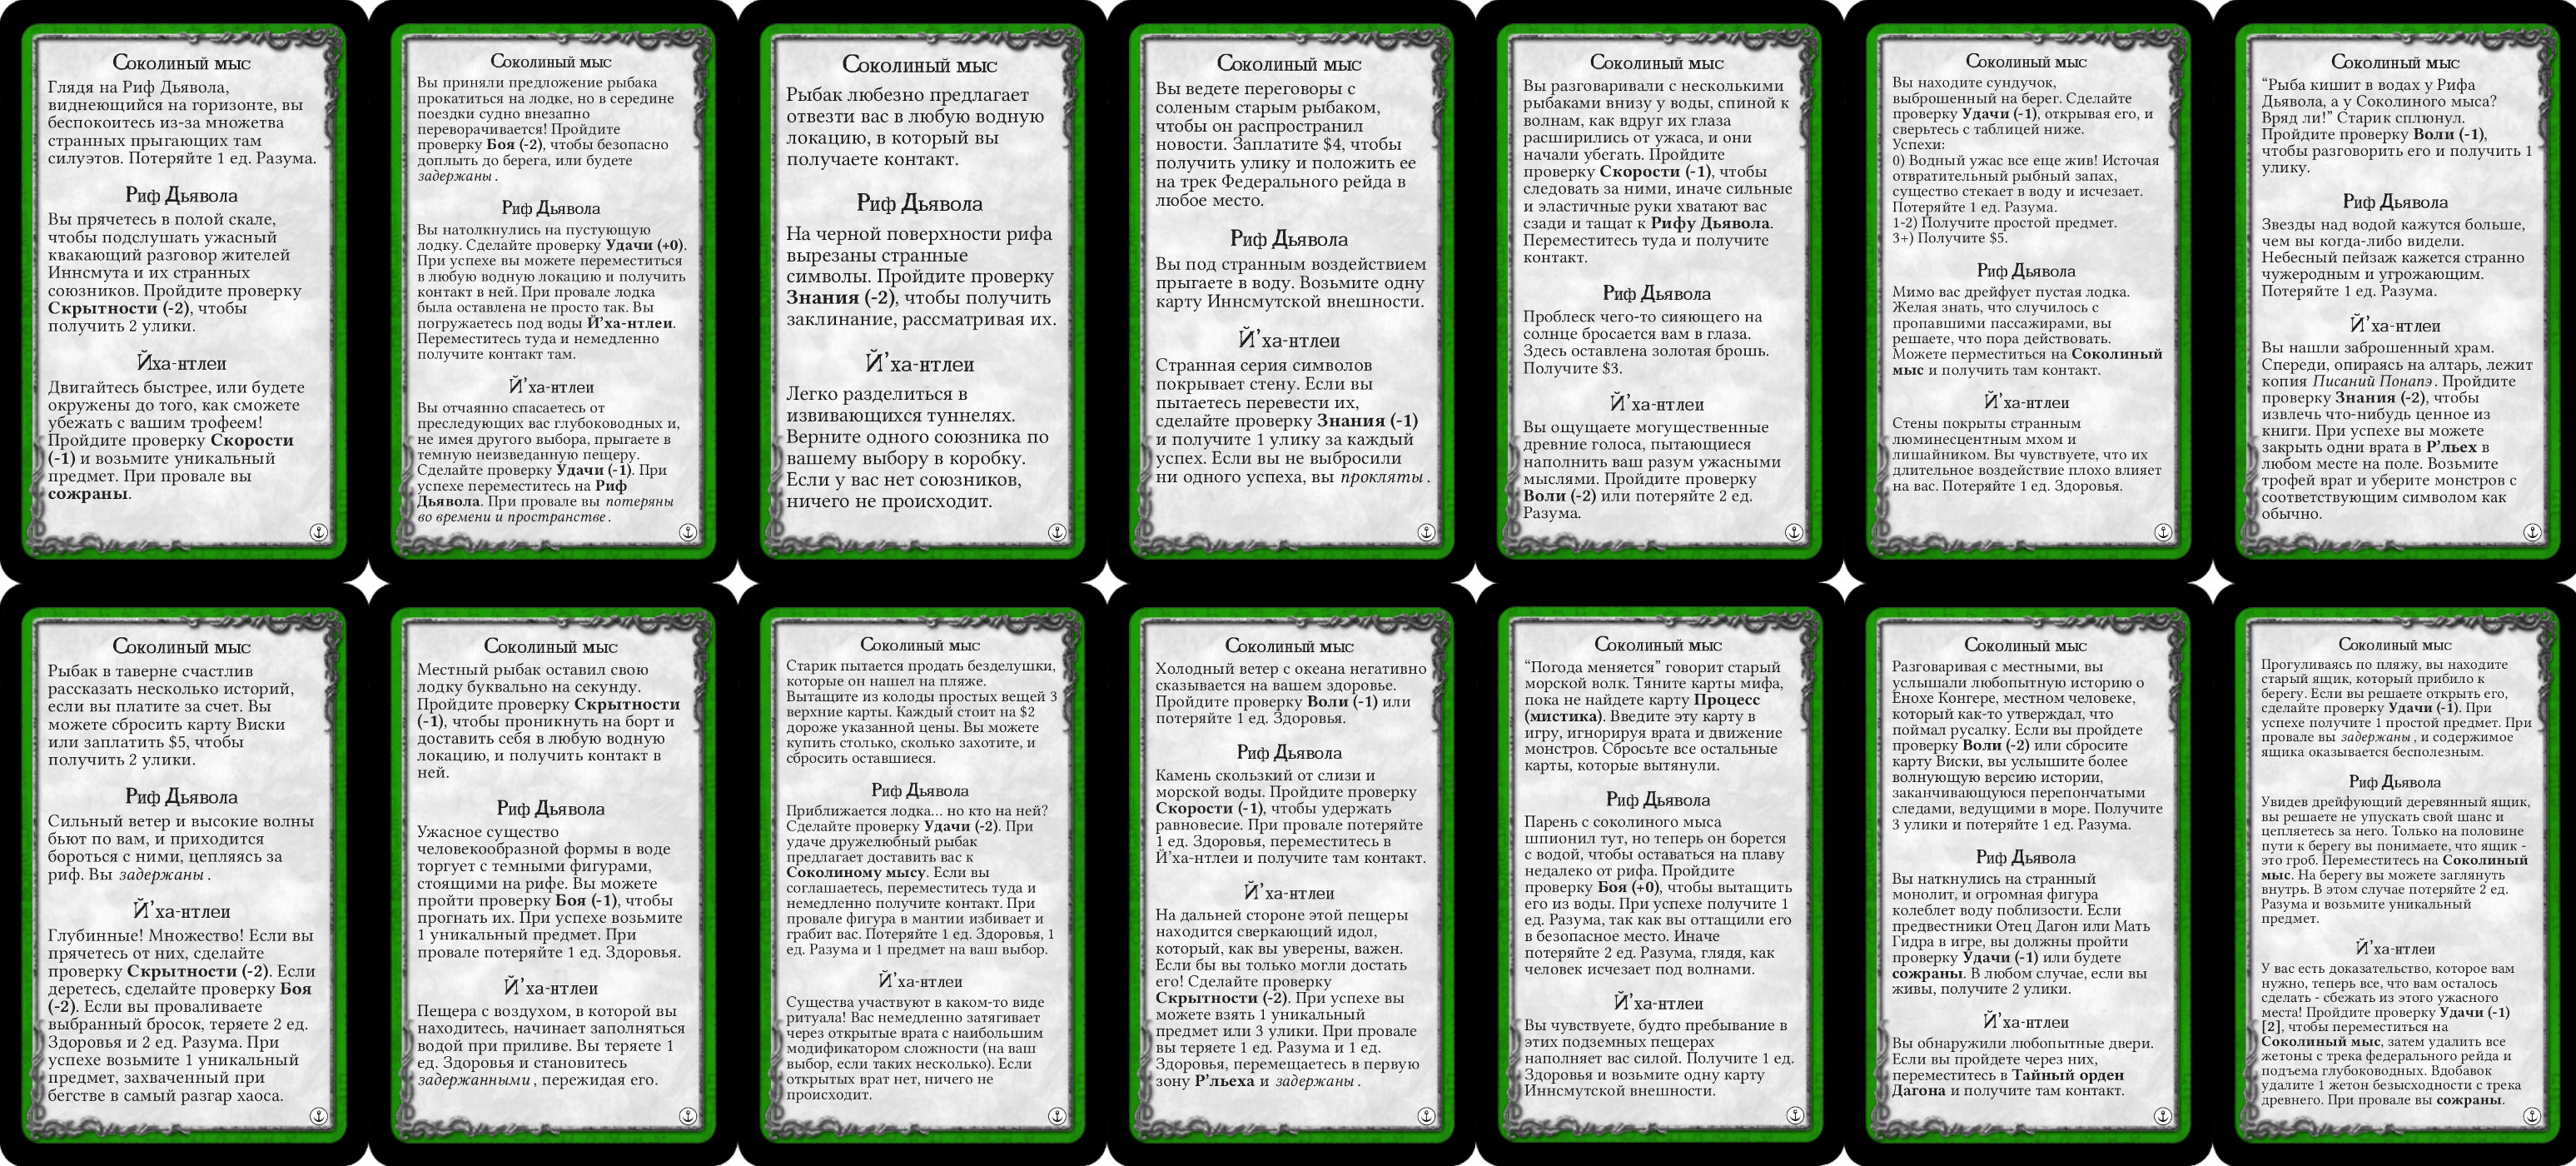 Соколиный мыс
Глядя на Риф Дьявола,
виднеющийся на горизонте, вы
беспокоитесь из-за множетва
странных прыгающих там
силуэтов. Потеряйте 1 ед. Разума.
Риф Дьявола
Вы прячетесь в полой скале,
чтобы подслушать ужасный
квакающий разговор жителей
Иннсмута и их странных
союзников. Пройдите проверку
Скрытности (-2), чтобы
получить 2 улики.
Йха-нтлеи
Двигайтесь быстрее, или будете
окружены до того, как сможете
убежать с вашим трофеем!
Пройдите проверку Скорости
(-1) и возьмите уникальный
предмет. При провале вы
сожраны.
Соколиный мыс
Вы приняли предложение рыбака
прокатиться на лодке, но в середине
поездки судно внезапно
переворачивается! Пройдите
проверку Боя (-2), чтобы безопасно
доплыть до берега, или будете
задержаны.
Риф Дьявола
Вы натолкнулись на пустующую
лодку. Сделайте проверку Удачи (+0).
При успехе вы можете переместиться
в любую водную локацию и получить
контакт в ней. При провале лодка
была оставлена не просто так. Вы
погружаетесь под воды Й'ха-нтлеи.
Переместитесь туда и немедленно
получите контакт там.
Й'ха-нтлеи
Вы отчаянно спасаетесь от
преследующих вас глубоководных и,
не имея другого выбора, прыгаете в
темную неизведанную пещеру.
Сделайте проверку Удачи (-1). При
успехе переместитесь на Риф
Дьявола. При провале вы потеряны
во времени и пространстве.
Соколиный мыс
Рыбак любезно предлагает
отвезти вас в любую водную
локацию, в который вы
получаете контакт.
Риф Дьявола
На черной поверхности рифа
вырезаны странные
символы. Пройдите проверку
Знания (-2), чтобы получить
заклинание, рассматривая их.
Й'ха-нтлеи
Легко разделиться в
извивающихся туннелях.
Верните одного союзника по
вашему выбору в коробку.
Если у вас нет союзников,
ничего не происходит.
Соколиный мыс
Вы ведете переговоры с
соленым старым рыбаком,
чтобы он распространил
новости. Заплатите $4, чтобы
получить улику и положить ее
на трек Федерального рейда в
любое место.
Риф Дьявола
Вы под странным воздействием
прыгаете в воду. Возьмите одну
карту Иннсмутской внешности.
Й'ха-нтлеи
Странная серия символов
покрывает стену. Если вы
пытаетесь перевести их,
сделайте проверку Знания (-1)
и получите 1 улику за каждый
успех. Если вы не выбросили
ни одного успеха, вы прокляты.
Соколиный мыс
Вы разговаривали с несколькими
рыбаками внизу у воды, спиной к
волнам, как вдруг их глаза
расширились от ужаса, и они
начали убегать. Пройдите
проверку Скорости (-1), чтобы
следовать за ними, иначе сильные
и эластичные руки хватают вас
сзади и тащат к Рифу Дьявола.
Переместитесь туда и получите
контакт.
Риф Дьявола
Проблеск чего-то сияющего на
солнце бросается вам в глаза.
Здесь оставлена золотая брошь.
Получите $3.
Й'ха-нтлеи
Вы ощущаете могущественные
древние голоса, пытающиеся
наполнить ваш разум ужасными
мыслями. Пройдите проверку
Воли (-2) или потеряйте 2 ед.
Разума.
Соколиный мыс
Вы находите сундучок,
выброшенный на берег. Сделайте
проверку Удачи (-1), открывая его, и
сверьтесь с таблицей ниже.
Успехи:
0) Водный ужас все еще жив! Источая
отвратительный рыбный запах,
существо стекает в воду и исчезает.
Потеряйте 1 ед. Разума.
1-2) Получите простой предмет.
3+) Получите $5.
Риф Дьявола
Мимо вас дрейфует пустая лодка.
Желая знать, что случилось с
пропавшими пассажирами, вы
решаете, что пора действовать.
Можете перместиться на Соколиный
мыс и получить там контакт.
Й'ха-нтлеи
Стены покрыты странным
люминесцентным мхом и
лишайником. Вы чувствуете, что их
длительное воздействие плохо влияет
на вас. Потеряйте 1 ед. Здоровья.
Соколиный мыс
“Рыба кишит в водах у Рифа
Дьявола, а у Соколиного мыса?
Вряд ли!” Старик сплюнул.
Пройдите проверку Воли (-1),
чтобы разговорить его и получить 1
улику.
Риф Дьявола
Звезды над водой кажутся больше,
чем вы когда-либо видели.
Небесный пейзаж кажется странно
чужеродным и угрожающим.
Потеряйте 1 ед. Разума.
Й'ха-нтлеи
Вы нашли заброшенный храм.
Спереди, опираясь на алтарь, лежит
копия Писаний Понапэ. Пройдите
проверку Знания (-2), чтобы
извлечь что-нибудь ценное из
книги. При успехе вы можете
закрыть одни врата в Р'льех в
любом месте на поле. Возьмите
трофей врат и уберите монстров с
соответствующим символом как
обычно.
Соколиный мыс
Рыбак в таверне счастлив
рассказать несколько историй,
если вы платите за счет. Вы
можете сбросить карту Виски
или заплатить $5, чтобы
получить 2 улики.
Риф Дьявола
Сильный ветер и высокие волны
бьют по вам, и приходится
бороться с ними, цепляясь за
риф. Вы задержаны.
Й'ха-нтлеи
Глубинные! Множество! Если вы
прячетесь от них, сделайте
проверку Скрытности (-2). Если
деретесь, сделайте проверку Боя
(-2). Если вы проваливаете
выбранный бросок, теряете 2 ед.
Здоровья и 2 ед. Разума. При
успехе возьмите 1 уникальный
предмет, захваченный при
бегстве в самый разгар хаоса.
Соколиный мыс
Местный рыбак оставил свою
лодку буквально на секунду.
Пройдите проверку Скрытности
(-1), чтобы проникнуть на борт и
доставить себя в любую водную
локацию, и получить контакт в
ней.
Риф Дьявола
Ужасное существо
человекообразной формы в воде
торгует с темными фигурами,
стоящими на рифе. Вы можете
пройти проверку Боя (-1), чтобы
прогнать их. При успехе возьмите
1 уникальный предмет. При
провале потеряйте 1 ед. Здоровья.
Й'ха-нтлеи
Пещера с воздухом, в которой вы
находитесь, начинает заполняться
водой при приливе. Вы теряете 1
ед. Здоровья и становитесь
задержанными, пережидая его.
Соколиный мыс
Старик пытается продать безделушки,
которые он нашел на пляже.
Вытащите из колоды простых вещей 3
верхние карты. Каждый стоит на $2
дороже указанной цены. Вы можете
купить столько, сколько захотите, и
сбросить оставшиеся.
Риф Дьявола
Приближается лодка... но кто на ней?
Сделайте проверку Удачи (-2). При
удаче дружелюбный рыбак
предлагает доставить вас к
Соколиному мысу. Если вы
соглашаетесь, переместитесь туда и
немедленно получите контакт. При
провале фигура в мантии избивает и
грабит вас. Потеряйте 1 ед. Здоровья, 1
ед. Разума и 1 предмет на ваш выбор.
Й'ха-нтлеи
Существа участвуют в каком-то виде
ритуала! Вас немедленно затягивает
через открытые врата с наибольшим
модификатором сложности (на ваш
выбор, если таких несколько). Если
открытых врат нет, ничего не
происходит.
Соколиный мыс
Холодный ветер с океана негативно
сказывается на вашем здоровье.
Пройдите проверку Воли (-1) или
потеряйте 1 ед. Здоровья.
Риф Дьявола
Камень скользкий от слизи и
морской воды. Пройдите проверку
Скорости (-1), чтобы удержать
равновесие. При провале потеряйте
1 ед. Здоровья, переместитесь в
Й'ха-нтлеи и получите там контакт.
Й'ха-нтлеи
На дальней стороне этой пещеры
находится сверкающий идол,
который, как вы уверены, важен.
Если бы вы только могли достать
его! Сделайте проверку
Скрытности (-2). При успехе вы
можете взять 1 уникальный
предмет или 3 улики. При провале
вы теряете 1 ед. Разума и 1 ед.
Здоровья, перемещаетесь в первую
зону Р'льеха и задержаны.
Соколиный мыс
“Погода меняется” говорит старый
морской волк. Тяните карты мифа,
пока не найдете карту Процесс
(мистика). Введите эту карту в
игру, игнорируя врата и движение
монстров. Сбросьте все остальные
карты, которые вытянули.
Риф Дьявола
Парень с соколиного мыса
шпионил тут, но теперь он борется
с водой, чтобы оставаться на плаву
недалеко от рифа. Пройдите
проверку Боя (+0), чтобы вытащить
его из воды. При успехе получите 1
ед. Разума, так как вы оттащили его
в безопасное место. Иначе
потеряйте 2 ед. Разума, глядя, как
человек исчезает под волнами.
Й'ха-нтлеи
Вы чувствуете, будто пребывание в
этих подземных пещерах
наполняет вас силой. Получите 1 ед.
Здоровья и возьмите одну карту
Иннсмутской внешности.
Соколиный мыс
Разговаривая с местными, вы
услышали любопытную историю о
Енохе Конгере, местном человеке,
который как-то утверждал, что
поймал русалку. Если вы пройдете
проверку Воли (-2) или сбросите
карту Виски, вы услышите более
волнующую версию истории,
заканчивающуюся перепончатыми
следами, ведущими в море. Получите
3 улики и потеряйте 1 ед. Разума.
Риф Дьявола
Вы наткнулись на странный
монолит, и огромная фигура
колеблет воду поблизости. Если
предвестники Отец Дагон или Мать
Гидра в игре, вы должны пройти
проверку Удачи (-1) или будете
сожраны. В любом случае, если вы
живы, получите 2 улики.
Й'ха-нтлеи
Вы обнаружили любопытные двери.
Если вы пройдете через них,
переместитесь в Тайный орден
Дагона и получите там контакт.
Соколиный мыс
Прогуливаясь по пляжу, вы находите
старый ящик, который прибило к
берегу. Если вы решаете открыть его,
сделайте проверку Удачи (-1). При
успехе получите 1 простой предмет. При
провале вы задержаны, и содержимое
ящика оказывается бесполезным.
Риф Дьявола
Увидев дрейфующий деревянный ящик,
вы решаете не упускать свой шанс и
цепляетесь за него. Только на половине
пути к берегу вы понимаете, что ящик -
это гроб. Переместитесь на Соколиный
мыс. На берегу вы можете заглянуть
внутрь. В этом случае потеряйте 2 ед.
Разума и возьмите уникальный
предмет.
Й'ха-нтлеи
У вас есть доказательство, которое вам
нужно, теперь все, что вам осталось
сделать - сбежать из этого ужасного
места! Пройдите проверку Удачи (-1)
[2], чтобы переместиться на
Соколиный мыс, затем удалить все
жетоны с трека федерального рейда и
подъема глубоководных. Вдобавок
удалите 1 жетон безысходности с трека
древнего. При провале вы сожраны.